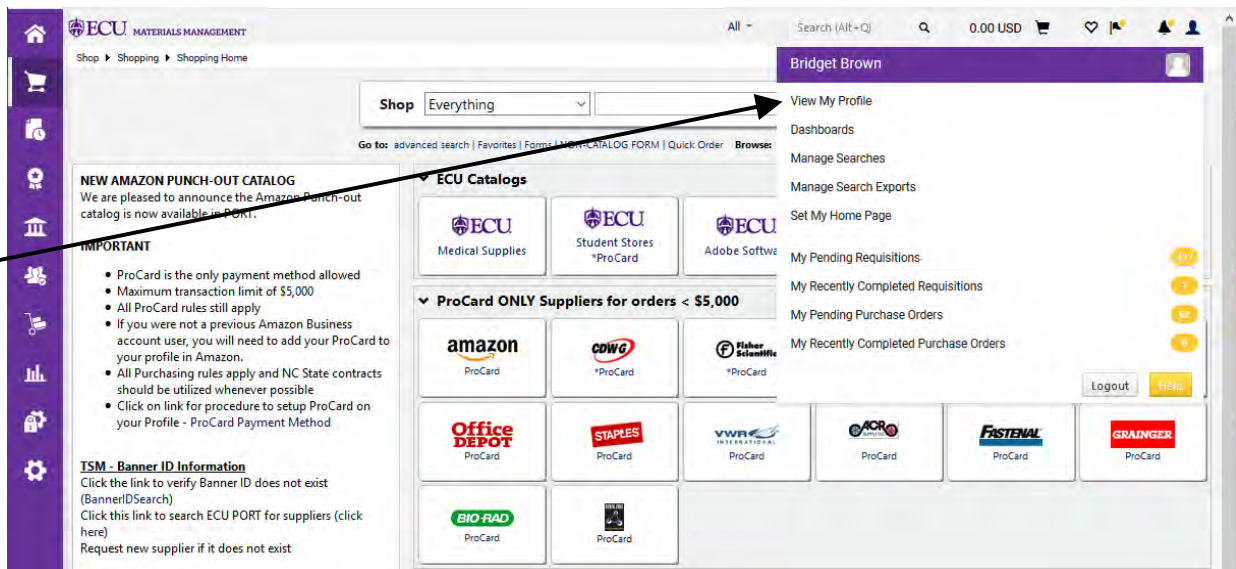 ECU MATERIALS MANAGEMENT
All
Search (Alt+Q)
0.00 USD
Shop Shopping Shopping Home
Bridget Brown
View My Profile
Dashboards
Manage Searches
Manage Search Exports
Set My Home Page
My Pending Requisitions
My Recently Completed Requisitions
My Pending Purchase Orders
My Recently Completed Purchase Orders
Logout
Help
Shop Everything
Go to: advanced search | Favorites | Forms | NON-CATALOG FORM | Quick Order Browse:
NEW AMAZON PUNCH-OUT CATALOG
We are pleased to announce the Amazon Punch-out
catalog is now available in PORT.
IMPORTANT
ProCard is the only payment method allowed
Maximum transaction limit of $5,000
All ProCard rules still apply
If you were not a previous Amazon Business
account user, you will need to add your ProCard to
your profile in Amazon.
All Purchasing rules apply and NC State contracts
should be utilized whenever possible
Click on link for procedure to setup ProCard on
your Profile - ProCard Payment Method
TSM - Banner ID Information
Click the link to verify Banner ID does not exist
(BannerIDSearch)
Click this link to search ECU PORT for suppliers (click
here)
Request new supplier if it does not exist
ECU Catalogs
ECU
Medical Supplies
ECU
Student Stores
*ProCard
ECU
Adobe Softwa
ProCard ONLY Suppliers for orders < $5,000
amazon
ProCard
CDWG
*ProCard
Fisher
Scientific
*ProCard
Office
DEPOT
ProCard
STAPLES
ProCard
VWR
INTERNATIONAL
ProCard
ACR
ProCard
FASTENAL
ProCard
GRAINGER
ProCard
BIO-RAD
ProCard
ProCard